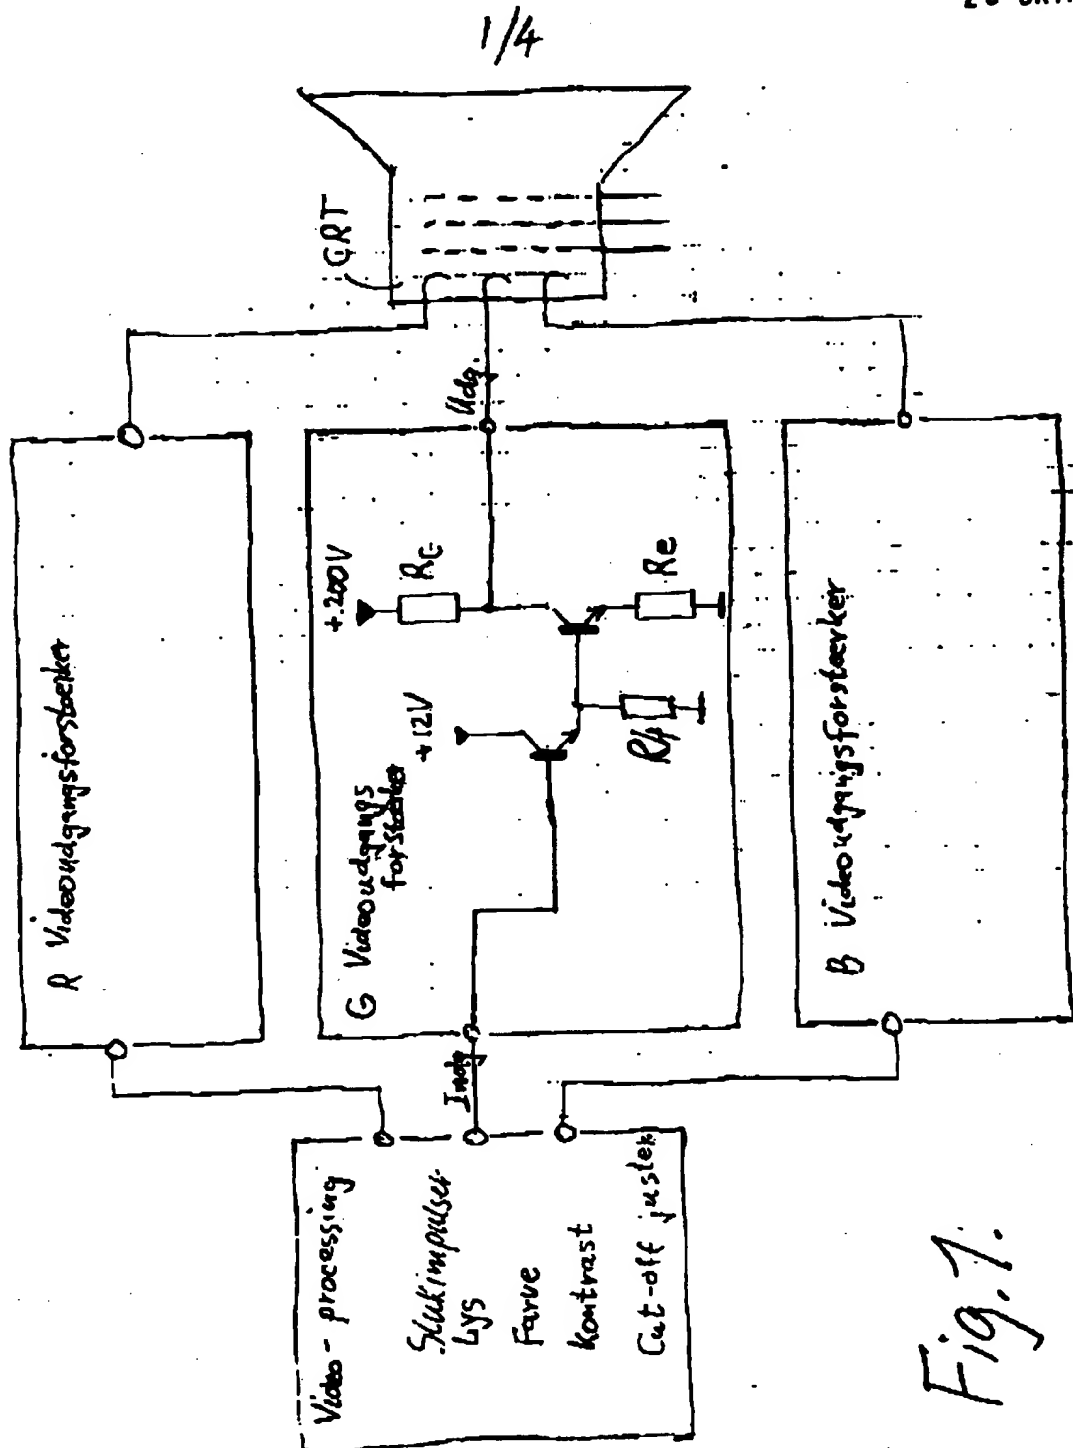 1/4
CRT
R Videoudgangsforstærker
Udg.
+200V
Rc
Re
+12V
R4
G Videoudgangs
forstærker
B Videoudgangsforstærker
Indg
Video-processing
Slukimpulser
Lys
Farve
Kontrast
Cut-off juster
Fig. 1.